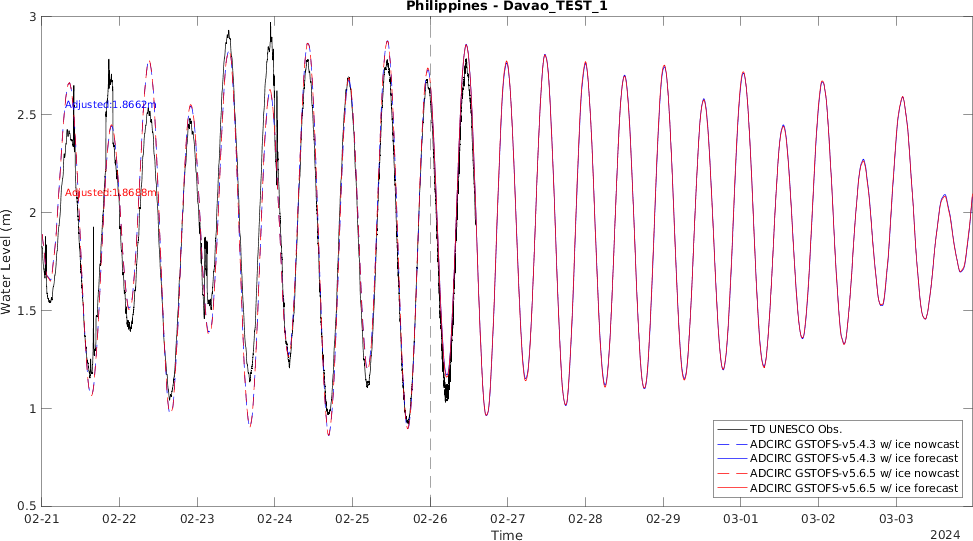 Philippines - Davao_TEST_1
3
2.5
2
1.5
1
0.5
Water Level (m)
Adjusted:1.8662m
Adjusted:1.8688m
TD UNESCO Obs.
ADCIRC GSTOFS-v5.4.3 w/ ice nowcast
ADCIRC GSTOFS-v5.4.3 w/ ice forecast
ADCIRC GSTOFS-v5.6.5 w/ ice nowcast
ADCIRC GSTOFS-v5.6.5 w/ ice forecast
02-21 02-22 02-23 02-24 02-25 02-26 02-27 02-28 02-29 03-01 03-02 03-03
Time
2024